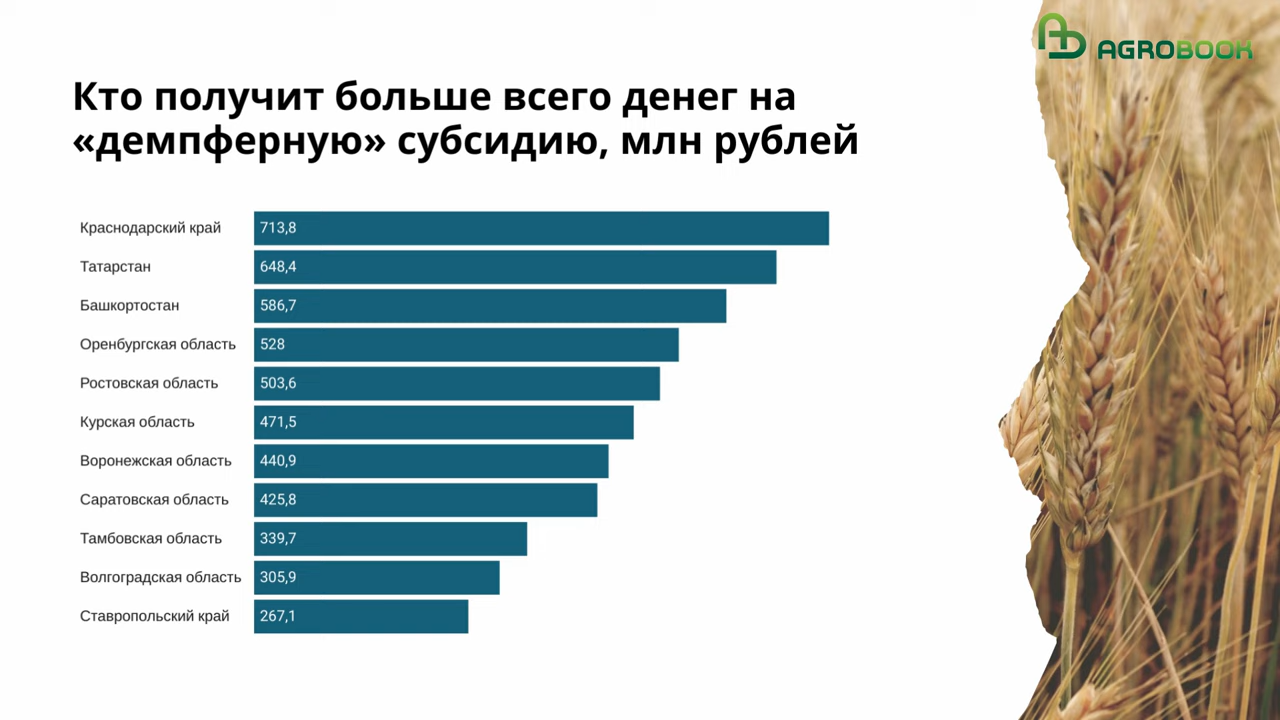 AGROBOOK
Кто получит больше всего денег на
«демпферную» субсидию, млн рублей
Краснодарский край 713,8
Татарстан 648,4
Башкортостан 586,7
Оренбургская область 528
Ростовская область 503,6
Курская область 471,5
Воронежская область 440,9
Саратовская область 425,8
Тамбовская область 339,7
Волгоградская область 305,9
Ставропольский край 267,1